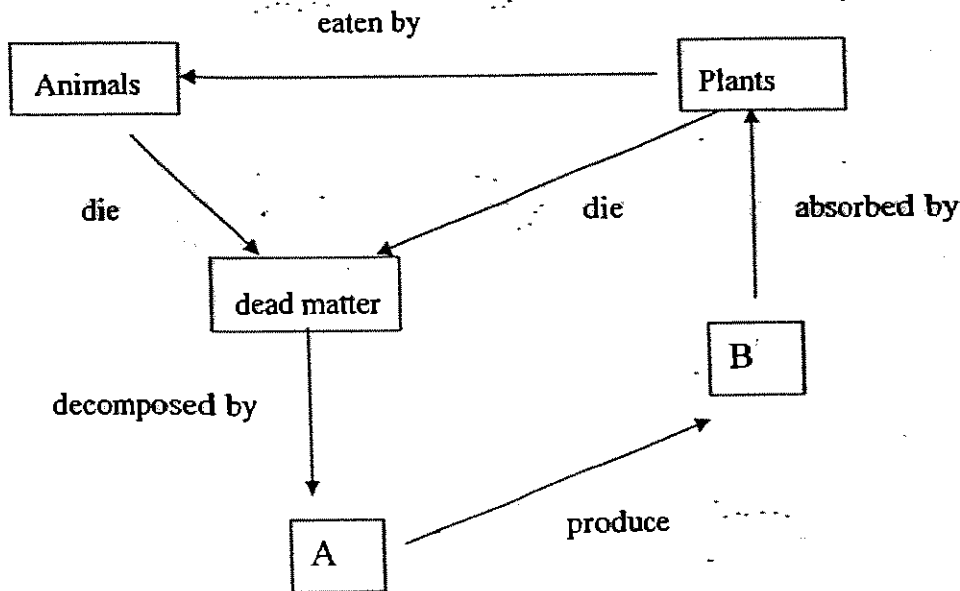 eaten by
Animals
Plants
die
die
absorbed by
dead matter
B
decomposed by
produce
A